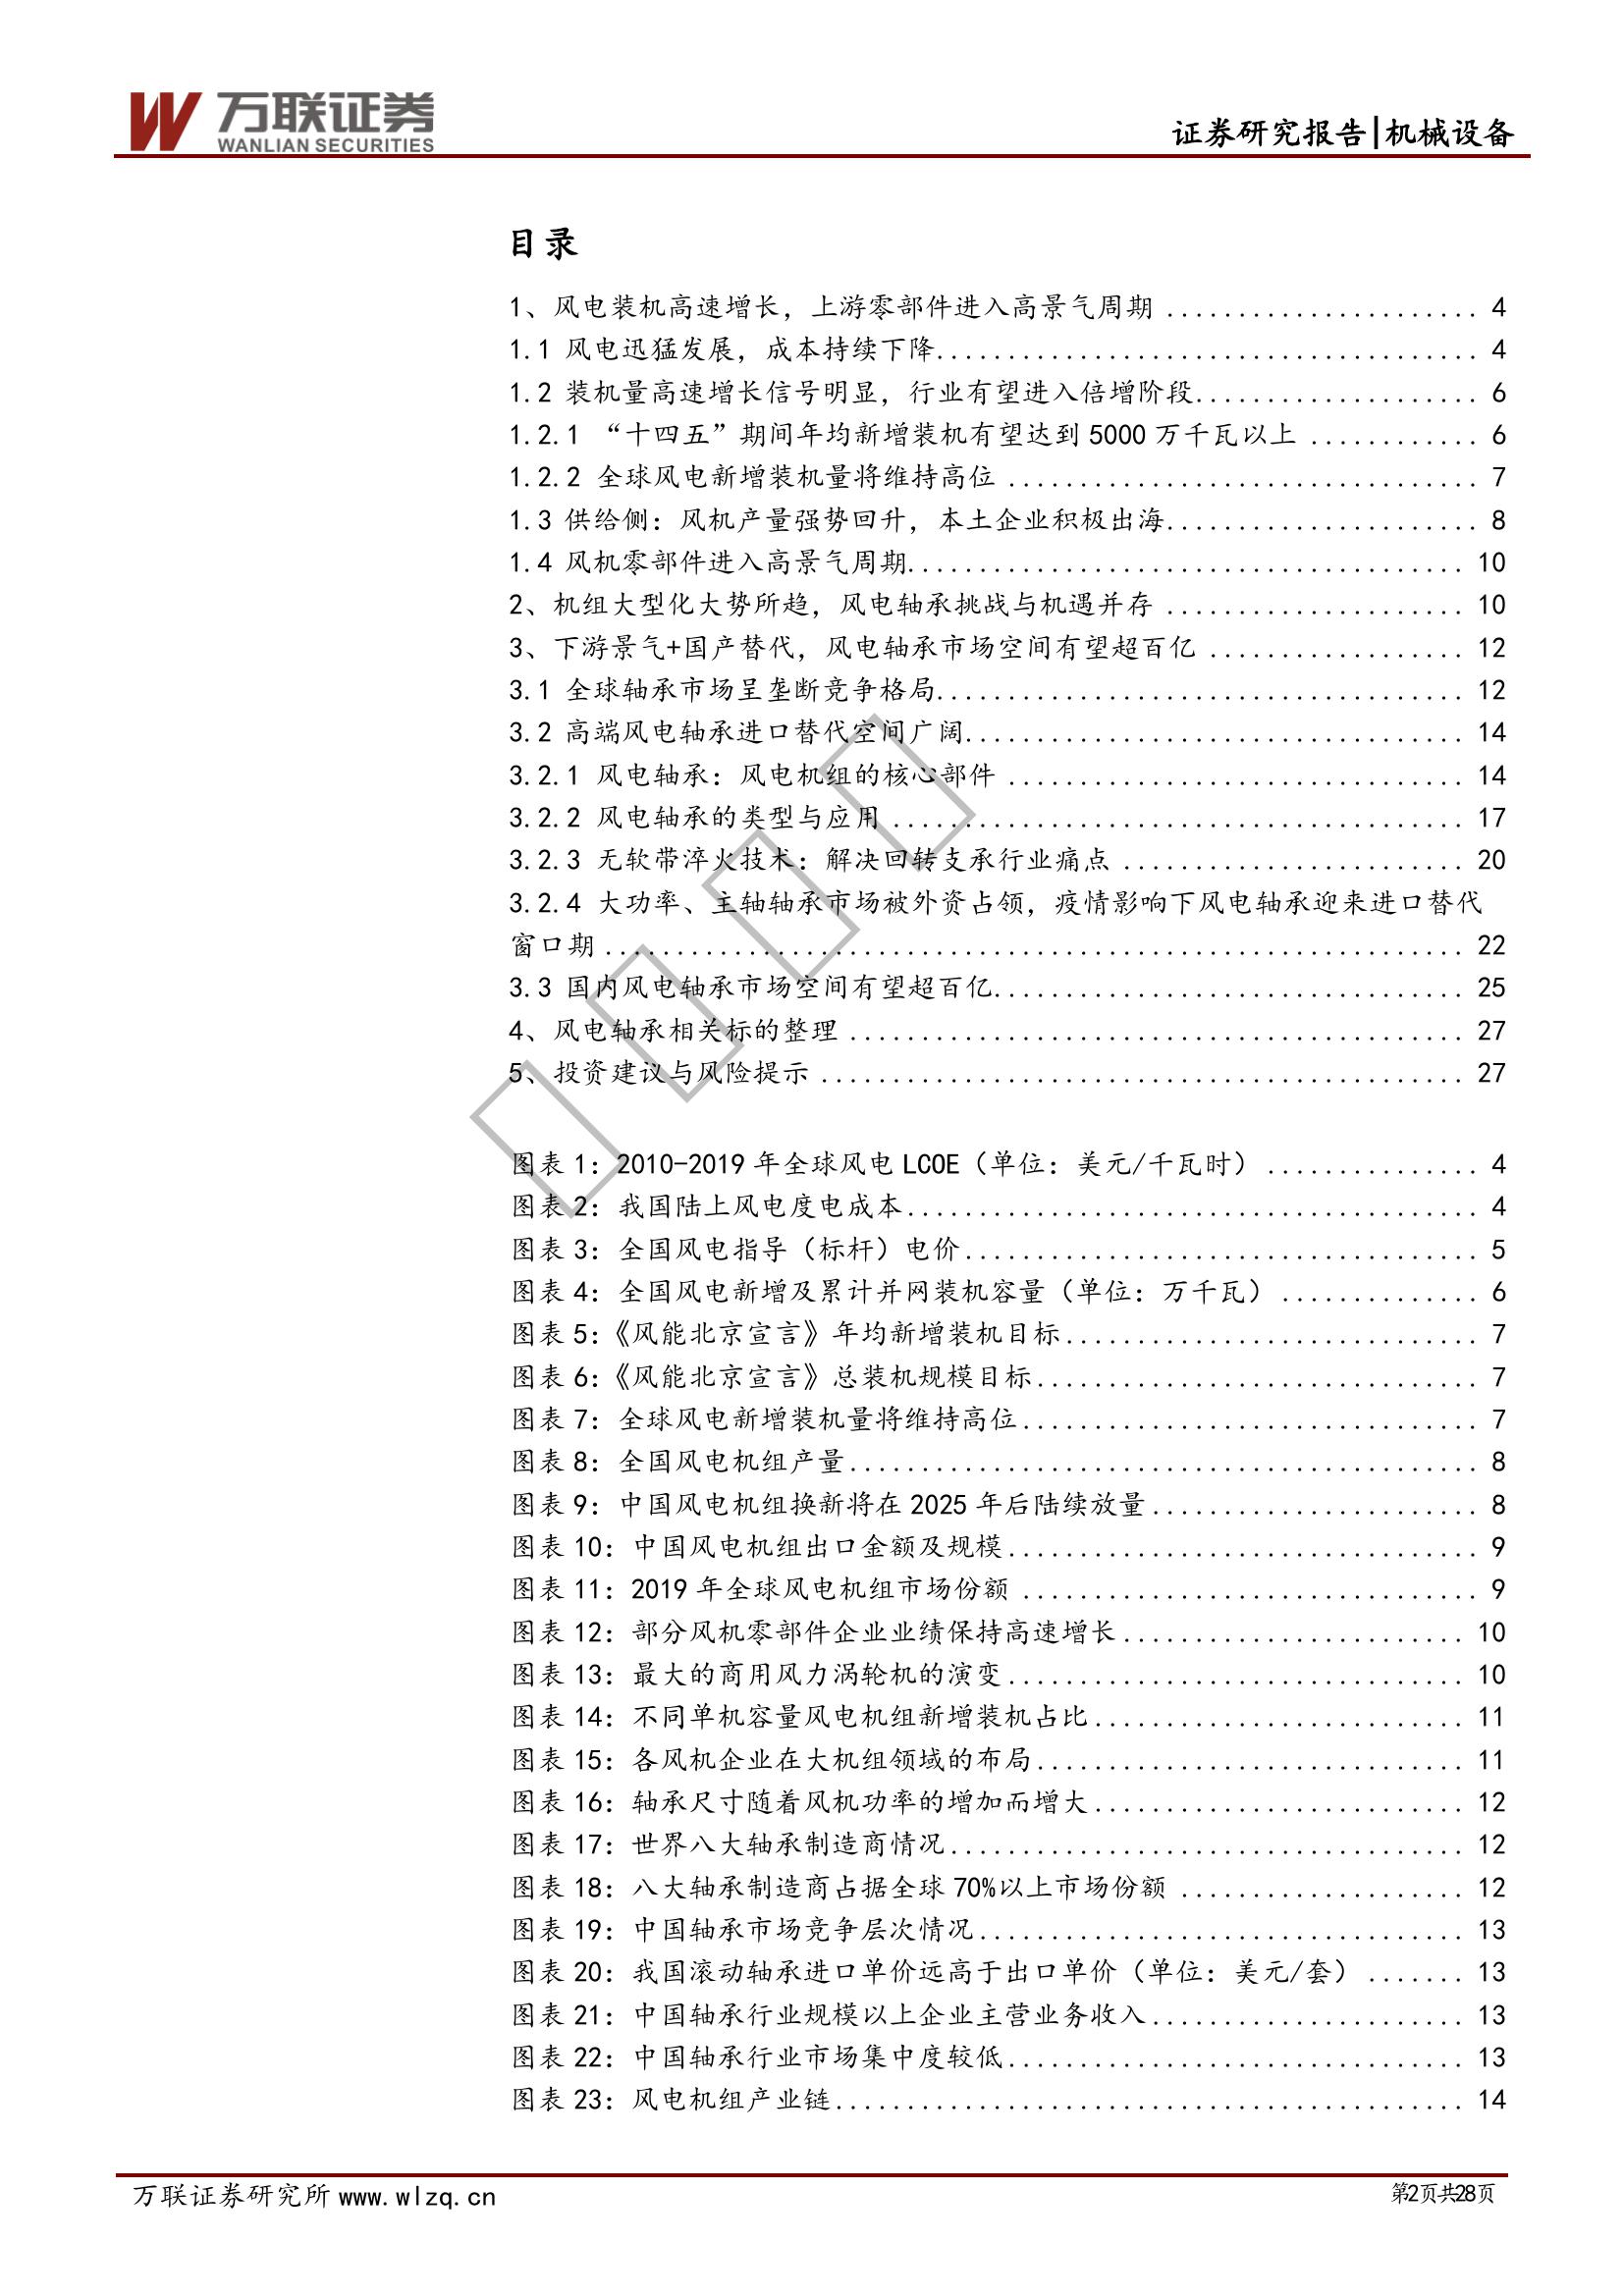 万联证券
WANLIAN SECURITIES
证券研究报告|机械设备
目录
1、风电装机高速增长，上游零部件进入高景气周期 ...................... 4
1.1 风电迅猛发展，成本持续下降...................................... 4
1.2 装机量高速增长信号明显，行业有望进入倍增阶段.................... 6
1.2.1 “十四五”期间年均新增装机有望达到 5000 万千瓦以上 ............ 6
1.2.2 全球风电新增装机量将维持高位 ................................. 7
1.3 供给侧：风机产量强势回升，本土企业积极出海...................... 8
1.4 风机零部件进入高景气周期....................................... 10
2、机组大型化大势所趋，风电轴承挑战与机遇并存 ..................... 10
3、下游景气+国产替代，风电轴承市场空间有望超百亿 .................. 12
3.1 全球轴承市场呈垄断竞争格局..................................... 12
3.2 高端风电轴承进口替代空间广阔................................... 14
3.2.1 风电轴承：风电机组的核心部件 ................................ 14
3.2.2 风电轴承的类型与应用 ........................................ 17
3.2.3 无软带淬火技术：解决回转支承行业痛点 ........................ 20
3.2.4 大功率、主轴轴承市场被外资占领，疫情影响下风电轴承迎来进口替代
窗口期 ............................................................ 22
3.3 国内风电轴承市场空间有望超百亿................................. 25
4、风电轴承相关标的整理 ........................................... 27
5、投资建议与风险提示 ............................................. 27
图表 1：2010-2019 年全球风电 LCOE（单位：美元/千瓦时） ............... 4
图表 2：我国陆上风电度电成本........................................ 4
图表 3：全国风电指导（标杆）电价.................................... 5
图表 4：全国风电新增及累计并网装机容量（单位：万千瓦） .............. 6
图表 5：《风能北京宣言》年均新增装机目标............................. 7
图表 6：《风能北京宣言》总装机规模目标............................... 7
图表 7：全球风电新增装机量将维持高位................................ 7
图表 8：全国风电机组产量............................................ 8
图表 9：中国风电机组换新将在 2025 年后陆续放量....................... 8
图表 10：中国风电机组出口金额及规模................................. 9
图表 11：2019 年全球风电机组市场份额 ................................ 9
图表 12：部分风机零部件企业业绩保持高速增长........................ 10
图表 13：最大的商用风力涡轮机的演变................................ 10
图表 14：不同单机容量风电机组新增装机占比.......................... 11
图表 15：各风机企业在大机组领域的布局.............................. 11
图表 16：轴承尺寸随着风机功率的增加而增大.......................... 12
图表 17：世界八大轴承制造商情况.................................... 12
图表 18：八大轴承制造商占据全球 70%以上市场份额 .................... 12
图表 19：中国轴承市场竞争层次情况.................................. 13
图表 20：我国滚动轴承进口单价远高于出口单价（单位：美元/套） ....... 13
图表 21：中国轴承行业规模以上企业主营业务收入...................... 13
图表 22：中国轴承行业市场集中度较低................................ 13
图表 23：风电机组产业链............................................ 14
万联证券研究所 www.wlzq.cn
第2页共28页